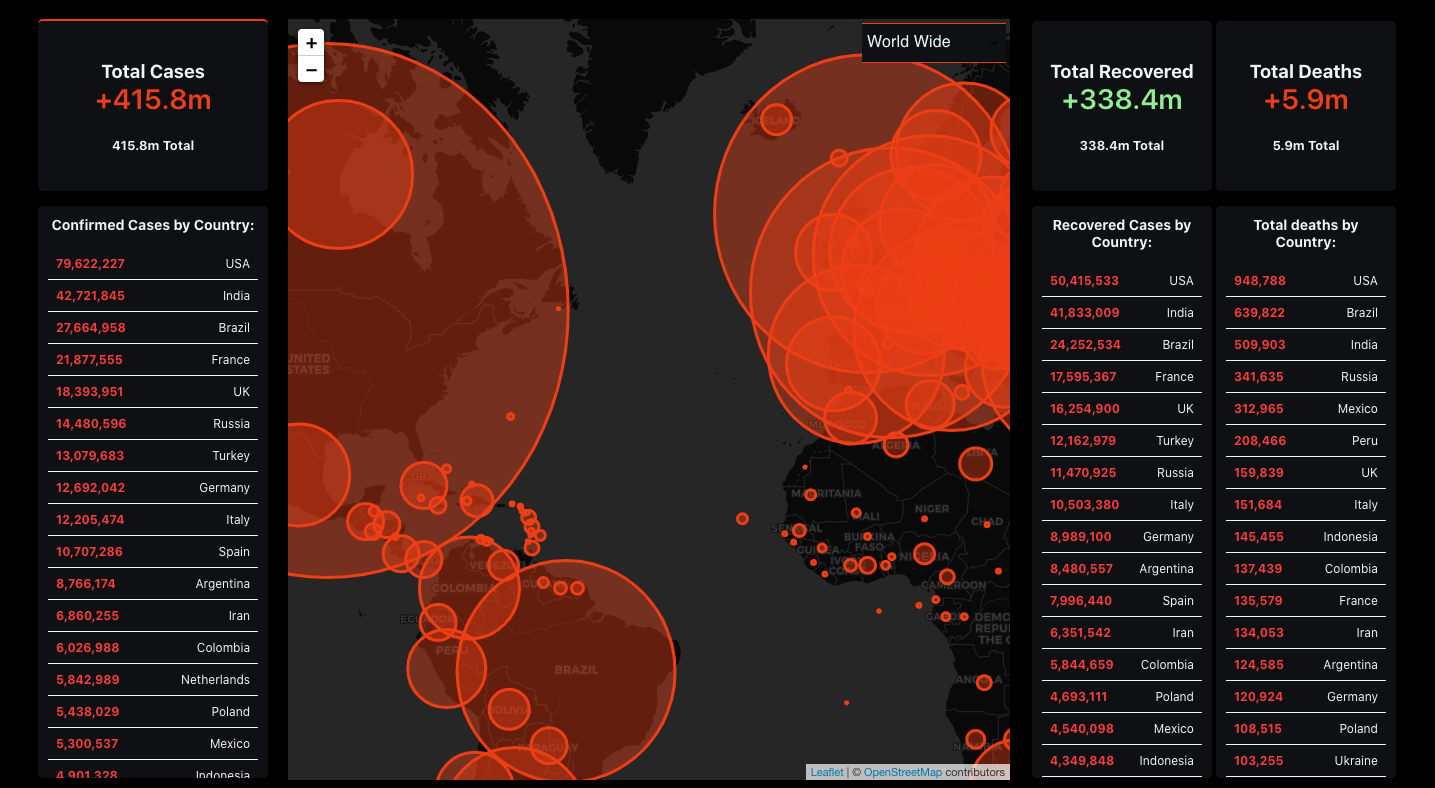 Total Cases
+415.8m
415.8m Total
Confirmed Cases by Country:
79,622,227 USA
42,721,845 India
27,664,958 Brazil
21,877,555 France
18,393,951 UK
14,480,596 Russia
13,079,683 Turkey
12,692,042 Germany
12,205,474 Italy
10,707,286 Spain
8,766,174 Argentina
6,860,255 Iran
6,026,988 Colombia
5,842,989 Netherlands
5,438,029 Poland
5,300,537 Mexico
4,901,328 Indonesia
+
−
World Wide
ICELAND
UNITED
STATES
CUBA
MOROCCO
TUNISIA
ALGERIA
LIBYA
MAURITANIA
MALI
NIGER
CHAD
SENEGAL
BURKINA
FASO
GUINEA
NIGERIA
CAMEROON
VENEZUELA
COLOMBIA
ECUADOR
PERU
BRAZIL
BOLIVIA
PARAGUAY
GABON
DEMO
REPU
THE C
ANGOLA
Leaflet | © OpenStreetMap contributors
Total Recovered
+338.4m
338.4m Total
Recovered Cases by
Country:
50,415,533 USA
41,833,009 India
24,252,534 Brazil
17,595,367 France
16,254,900 UK
12,162,979 Turkey
11,470,925 Russia
10,503,380 Italy
8,989,100 Germany
8,480,557 Argentina
7,996,440 Spain
6,351,542 Iran
5,844,659 Colombia
4,693,111 Poland
4,540,098 Mexico
4,349,848 Indonesia
Total Deaths
+5.9m
5.9m Total
Total deaths by
Country:
948,788 USA
639,822 Brazil
509,903 India
341,635 Russia
312,965 Mexico
208,466 Peru
159,839 UK
151,684 Italy
145,455 Indonesia
137,439 Colombia
135,579 France
134,053 Iran
124,585 Argentina
120,924 Germany
108,515 Poland
103,255 Ukraine